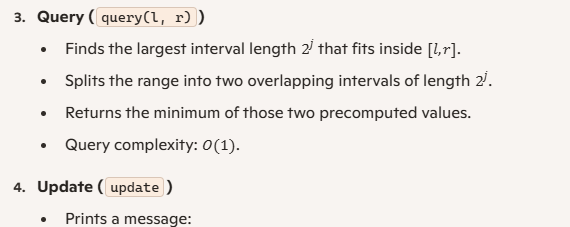 3. Query (query(l, r))
• Finds the largest interval length 2^j that fits inside [l,r].
• Splits the range into two overlapping intervals of length 2^j.
• Returns the minimum of those two precomputed values.
• Query complexity: O(1).
4. Update (update)
• Prints a message: